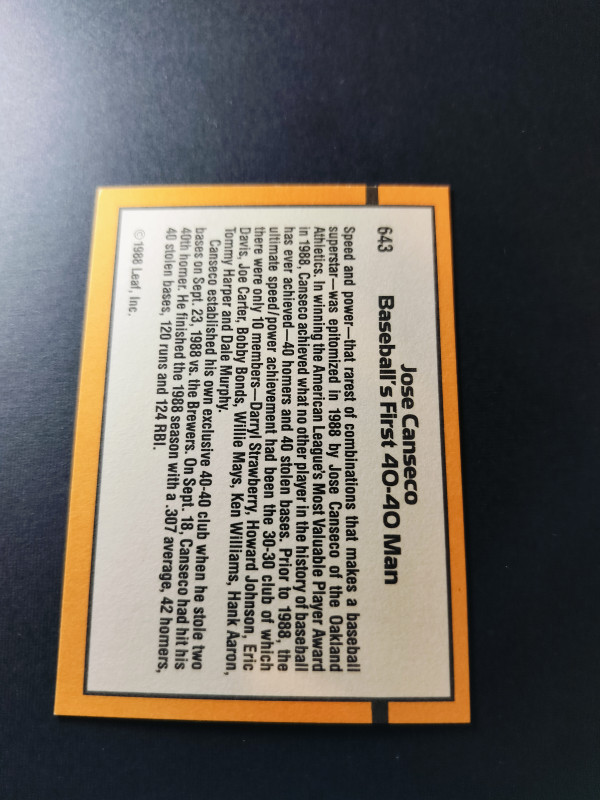 643
Jose Canseco
Baseball's First 40-40 Man
Speed and power—that rarest of combinations that makes a baseball
superstar—was epitomized in 1988 by Jose Canseco of the Oakland
Athletics. In winning the American League's Most Valuable Player Award
in 1988, Canseco achieved what no other player in the history of baseball
has ever achieved—40 homers and 40 stolen bases. Prior to 1988, the
ultimate speed/power achievement had been the 30-30 club of which
there were only 10 members—Darryl Strawberry, Howard Johnson, Eric
Davis, Joe Carter, Bobby Bonds, Willie Mays, Ken Williams, Hank Aaron,
Tommy Harper and Dale Murphy.
Canseco established his own exclusive 40-40 club when he stole two
bases on Sept. 23, 1988 vs. the Brewers. On Sept. 18, Canseco had hit his
40th homer. He finished the 1988 season with a .307 average, 42 homers,
40 stolen bases, 120 runs and 124 RBI.
© 1988 Leaf, Inc.